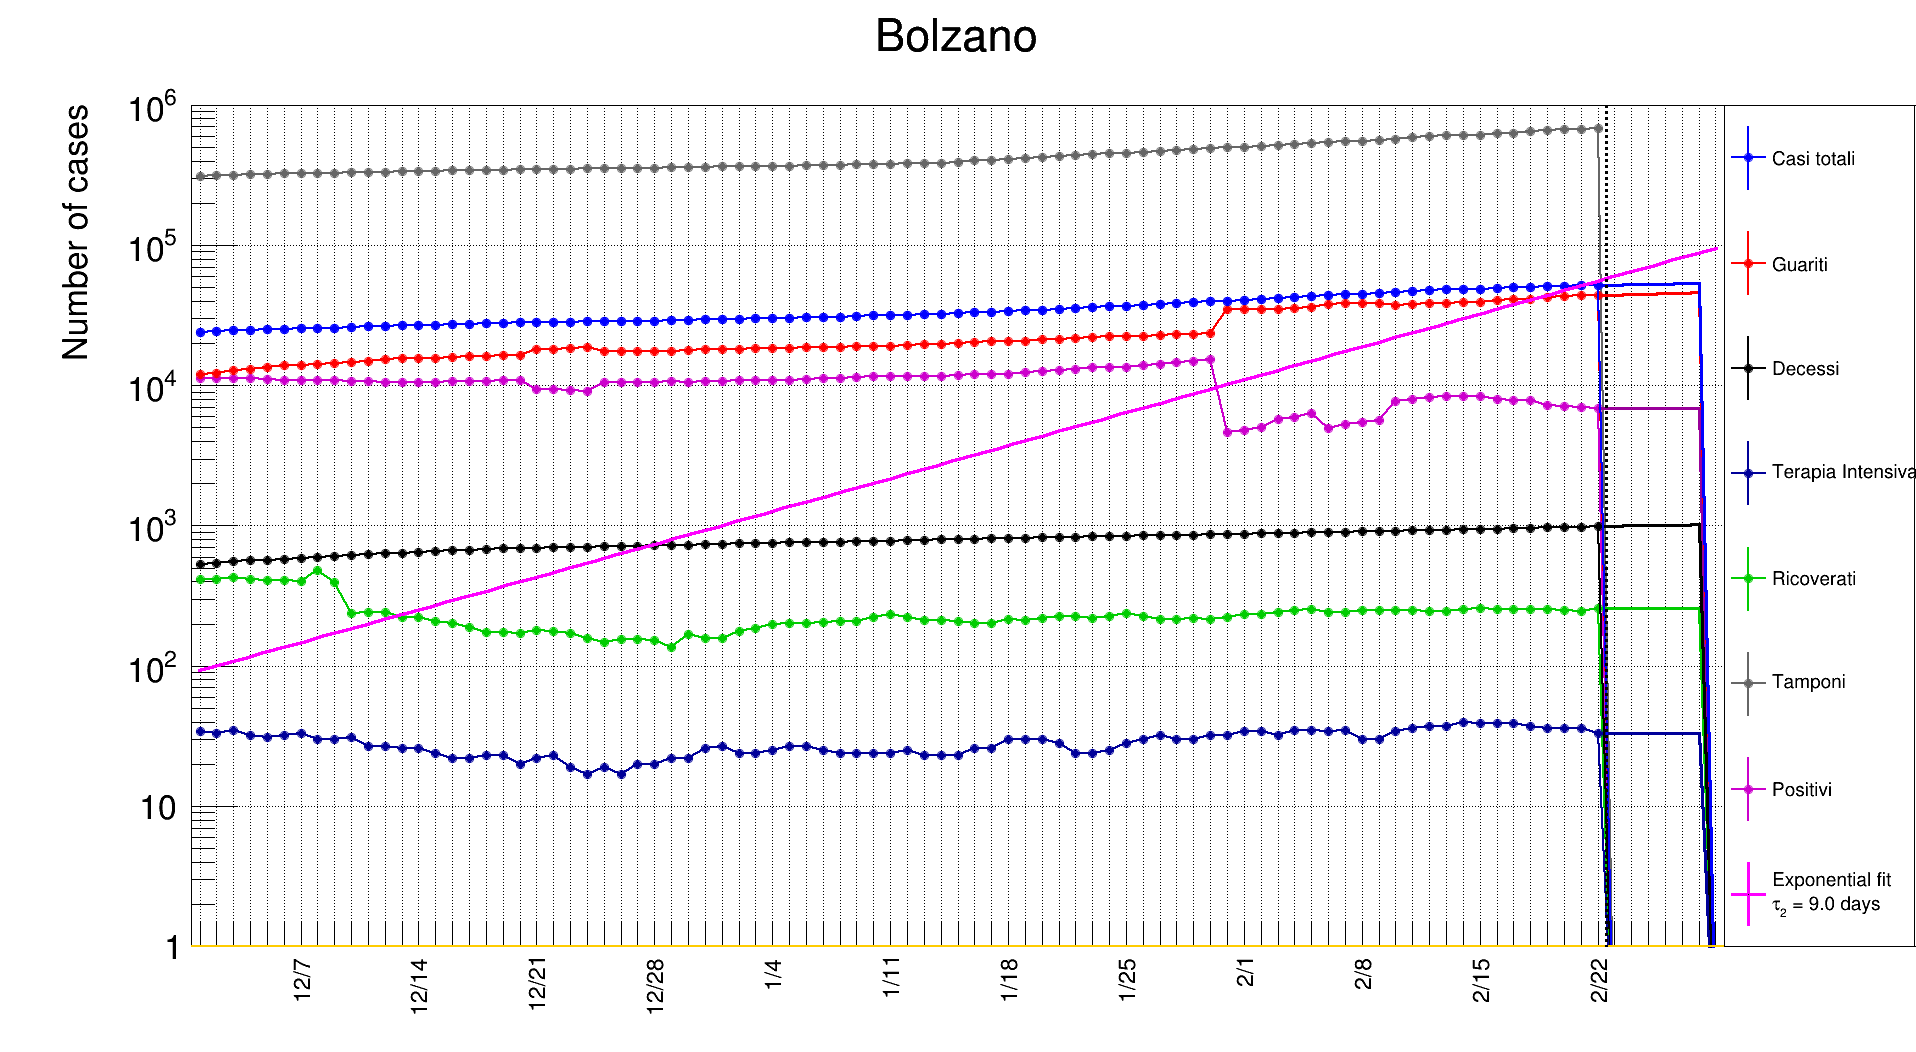 Bolzano
Number of cases
10^6
10^5
10^4
10^3
10^2
10
1
12/7
12/14
12/21
12/28
1/4
1/11
1/18
1/25
2/1
2/8
2/15
2/22
Casi totali
Guariti
Decessi
Terapia Intensiva
Ricoverati
Tamponi
Positivi
Exponential fit
τ_2 = 9.0 days